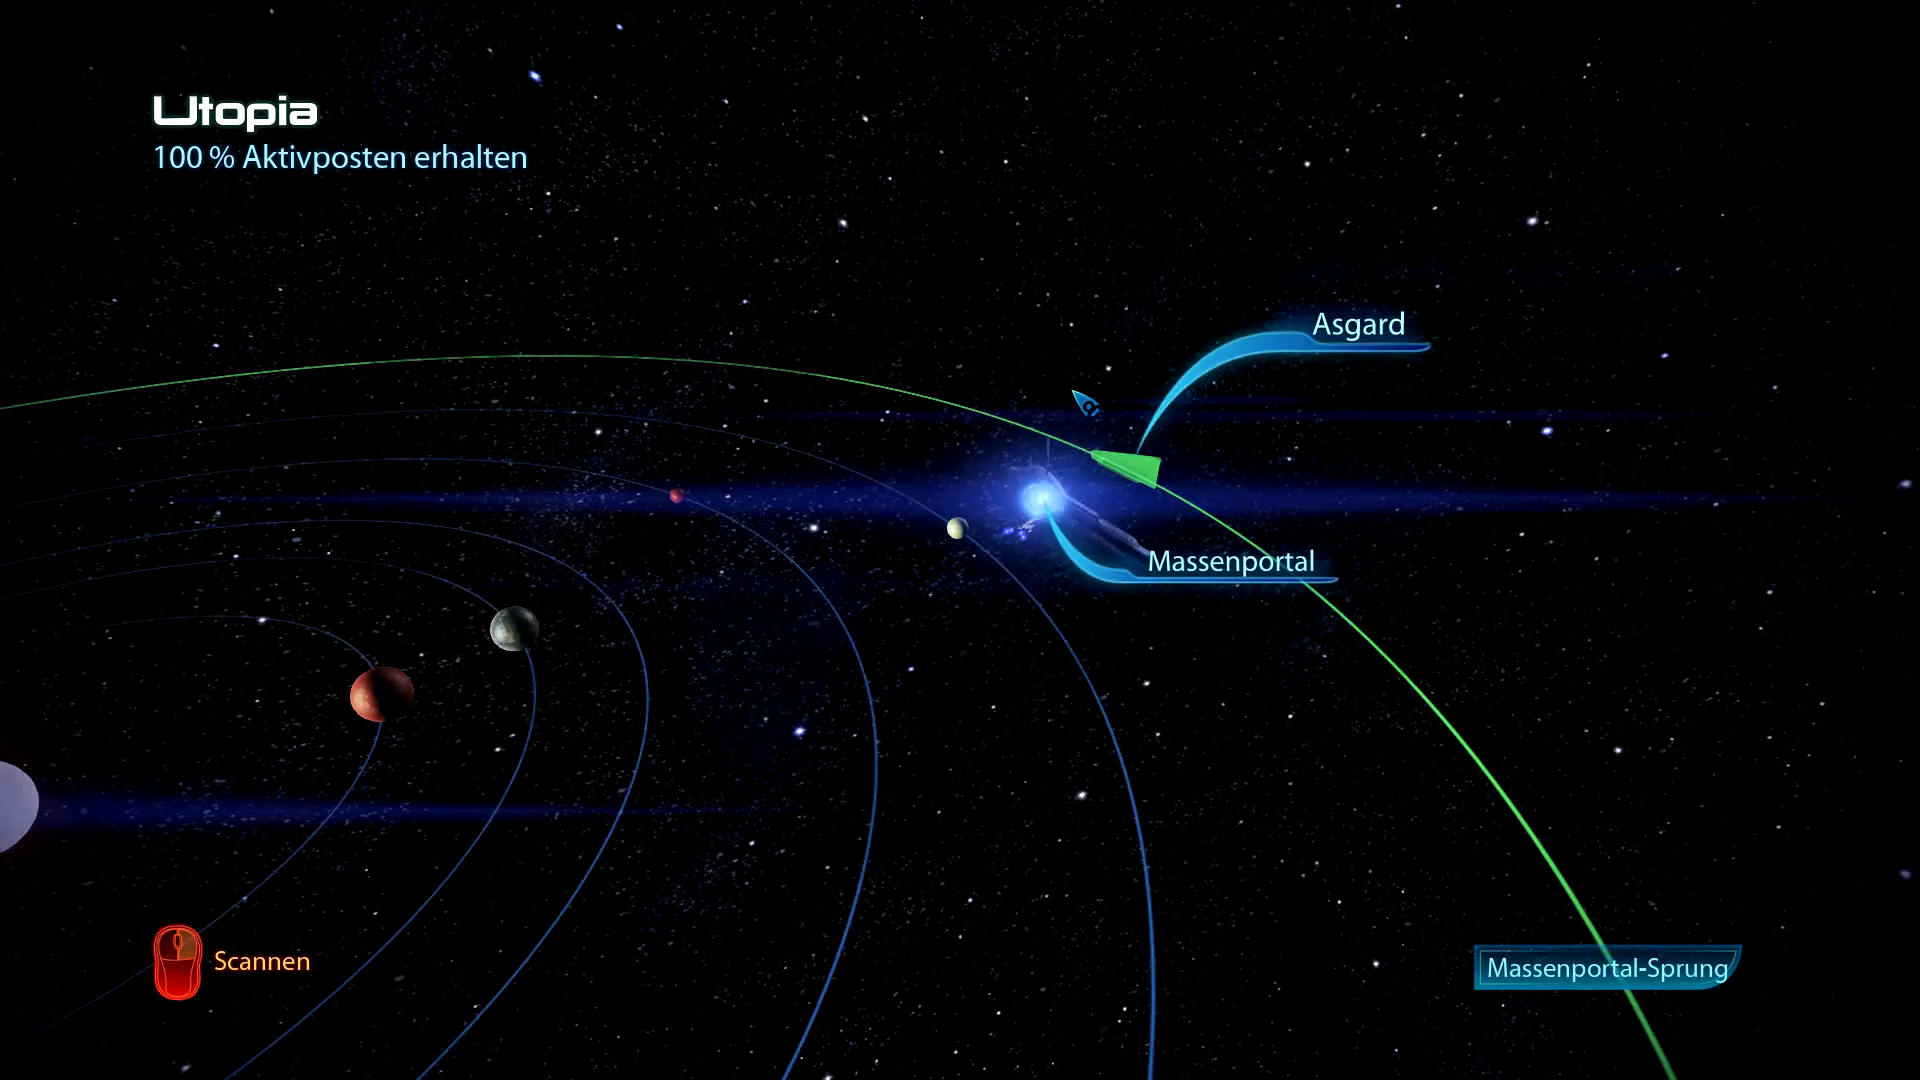 Utopia
100 % Aktivposten erhalten
Asgard
Massenportal
Scannen
Massenportal-Sprung